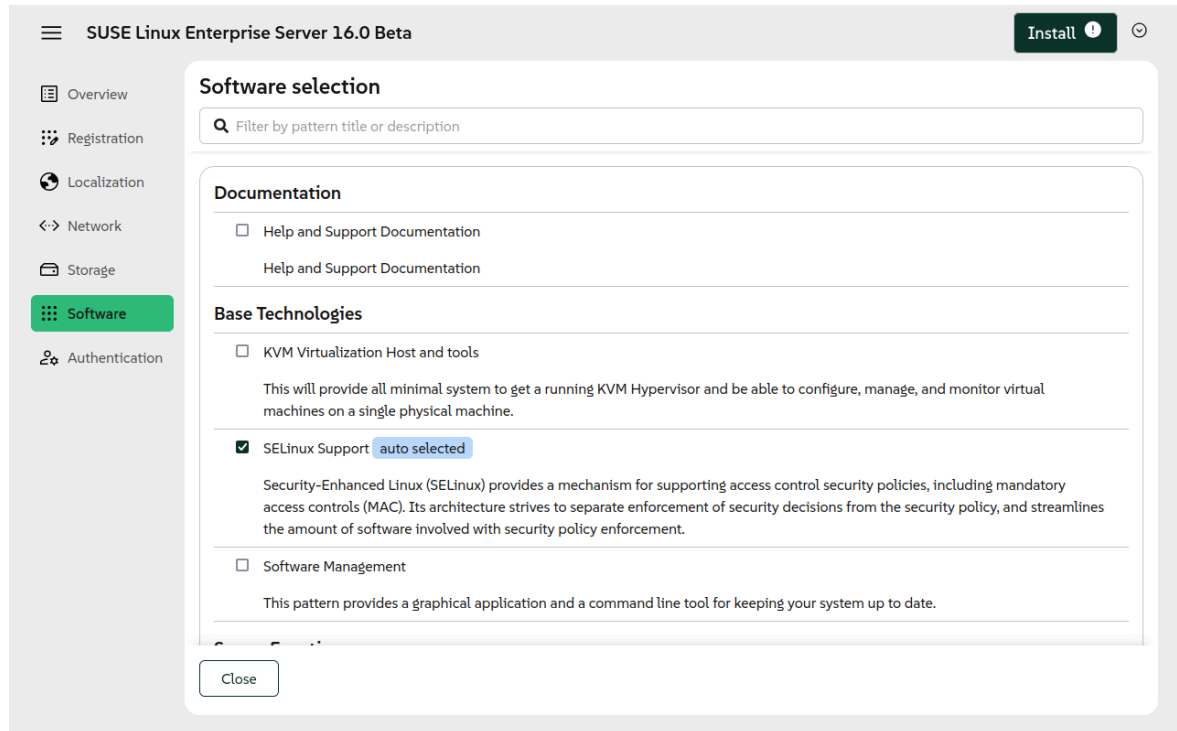 SUSE Linux Enterprise Server 16.0 Beta
Install
Overview
Registration
Localization
Network
Storage
Software
Authentication
Software selection
Filter by pattern title or description
Documentation
Help and Support Documentation
Help and Support Documentation
Base Technologies
KVM Virtualization Host and tools
This will provide all minimal system to get a running KVM Hypervisor and be able to configure, manage, and monitor virtual
machines on a single physical machine.
SELinux Support auto selected
Security-Enhanced Linux (SELinux) provides a mechanism for supporting access control security policies, including mandatory
access controls (MAC). Its architecture strives to separate enforcement of security decisions from the security policy, and streamlines
the amount of software involved with security policy enforcement.
Software Management
This pattern provides a graphical application and a command line tool for keeping your system up to date.
Close